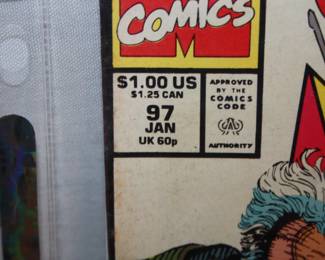 COMICS
M
$1.00 US
$1.25 CAN
97
JAN
UK 60p
APPROVED
BY THE
COMICS
CODE
AUTHORITY